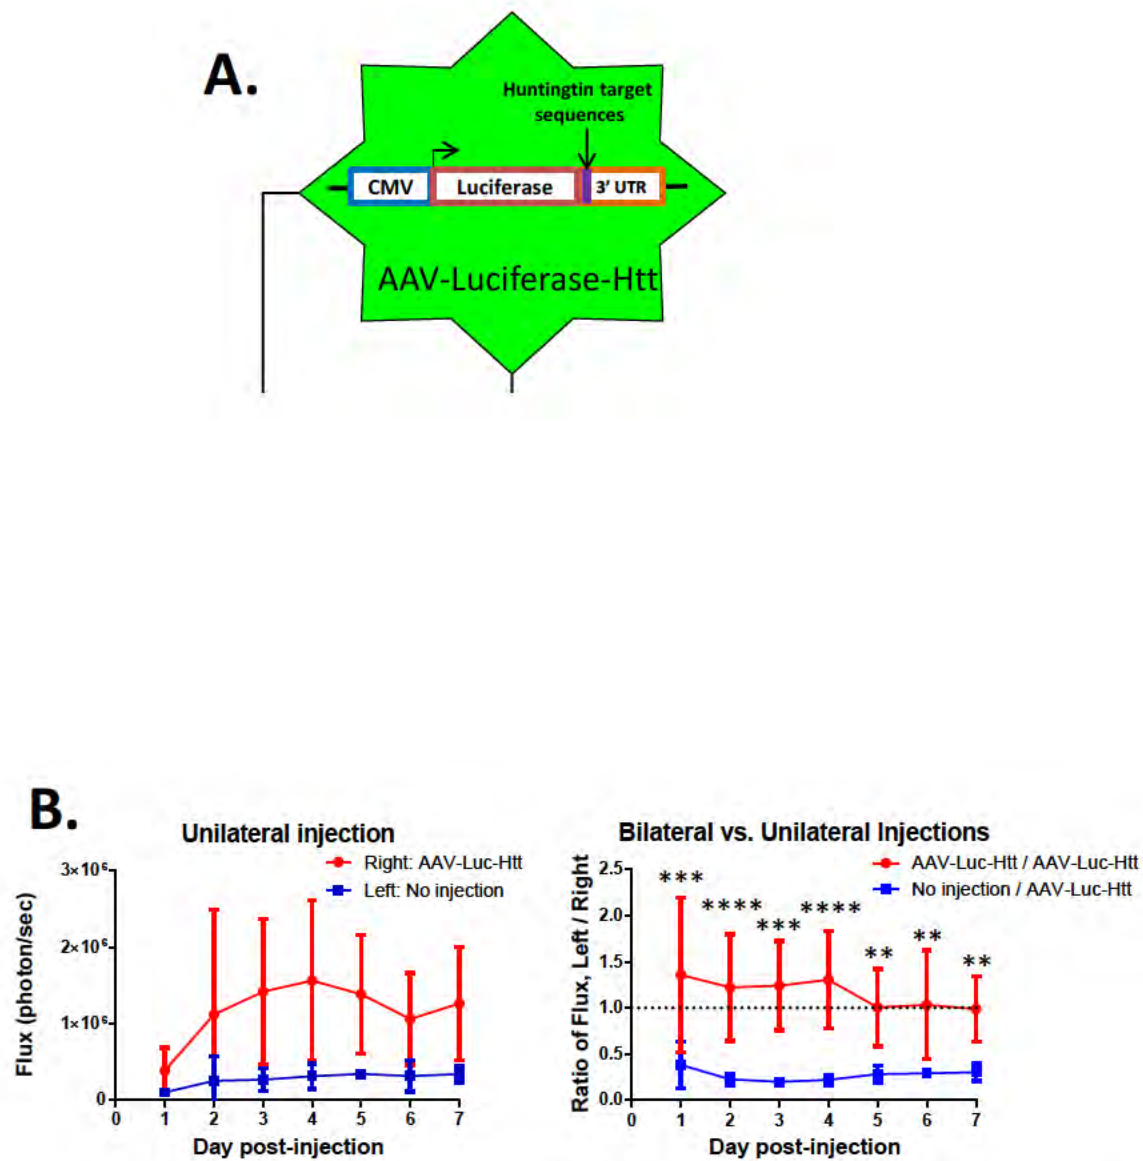 A.
Huntingtin target
sequences
CMV
Luciferase
3' UTR
AAV-Luciferase-Htt
B.
Unilateral injection
Right: AAV-Luc-Htt
Left: No injection
3×10⁶
2×10⁶
1×10⁶
0
Flux (photon/sec)
0 1 2 3 4 5 6 7
Day post-injection
Bilateral vs. Unilateral Injections
AAV-Luc-Htt / AAV-Luc-Htt
No injection / AAV-Luc-Htt
*** **** *** **** ** ** **
2.5
2.0
1.5
1.0
0.5
0.0
Ratio of Flux, Left / Right
0 1 2 3 4 5 6 7
Day post-injection